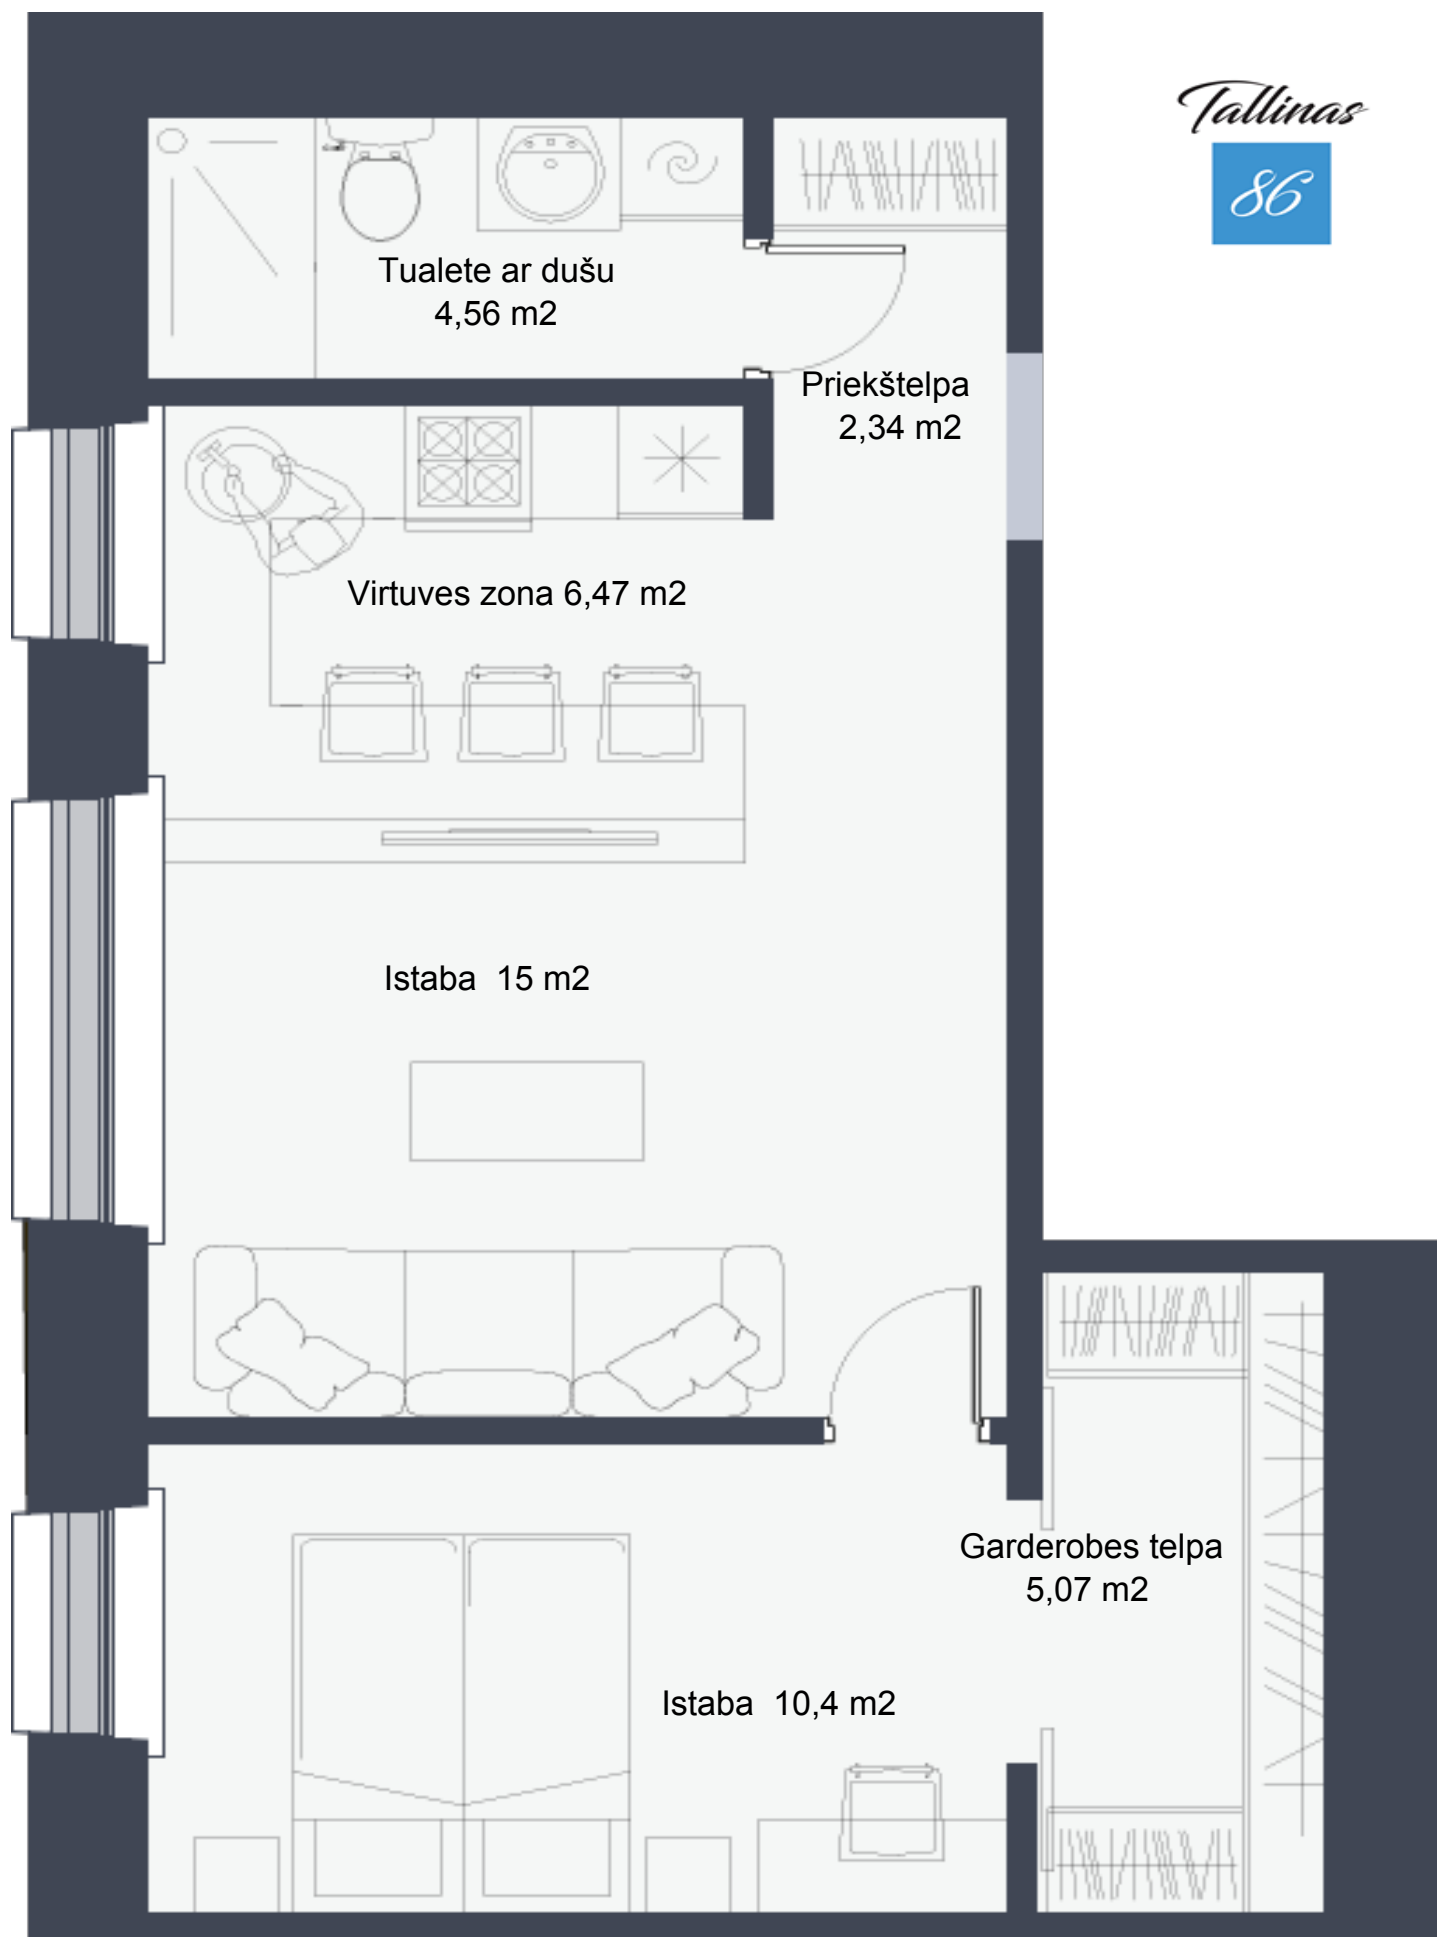 Tallinas
86
Tualete ar dušu
4,56 m2
Priekštelpa
2,34 m2
Virtuves zona 6,47 m2
Istaba 15 m2
Garderobes telpa
5,07 m2
Istaba 10,4 m2